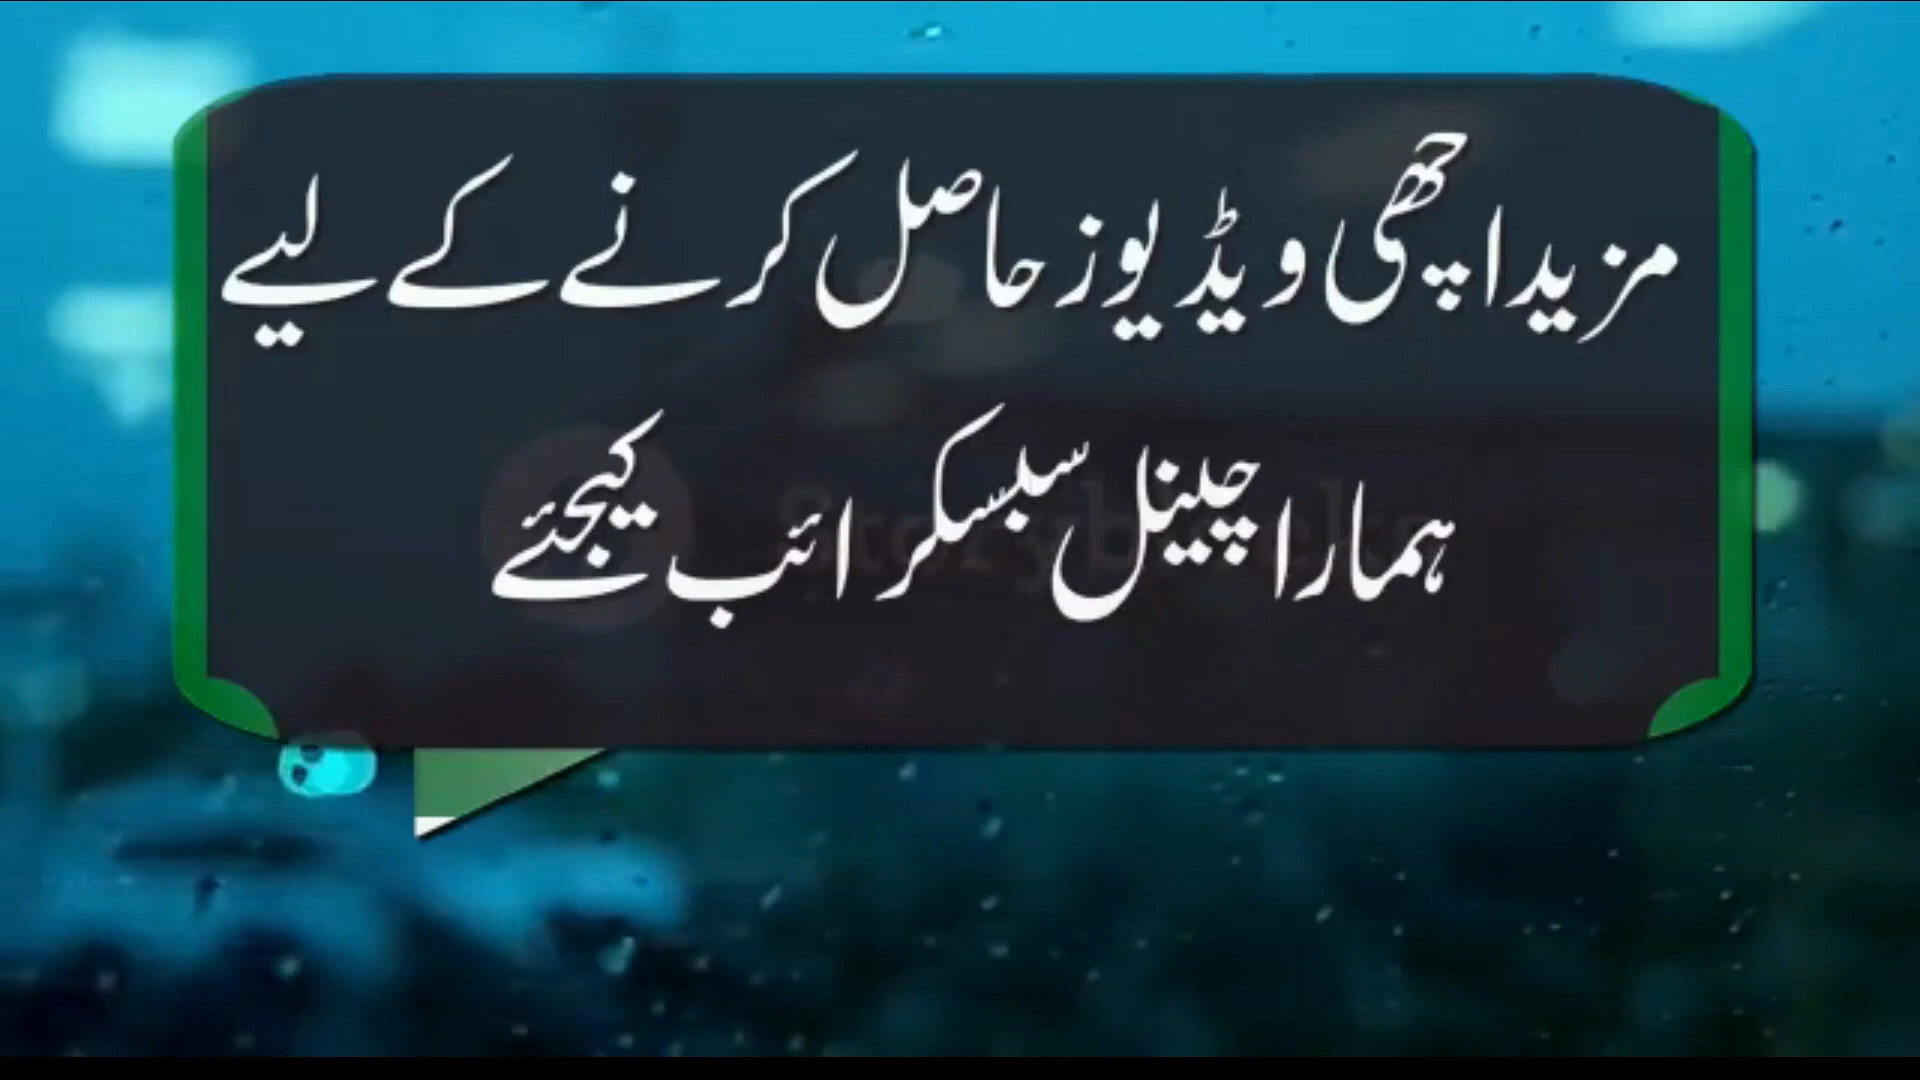 مزید اچھی ویڈیوز حاصل کرنے کے لیے
ہمارا چینل سبسکرائب کیجئے